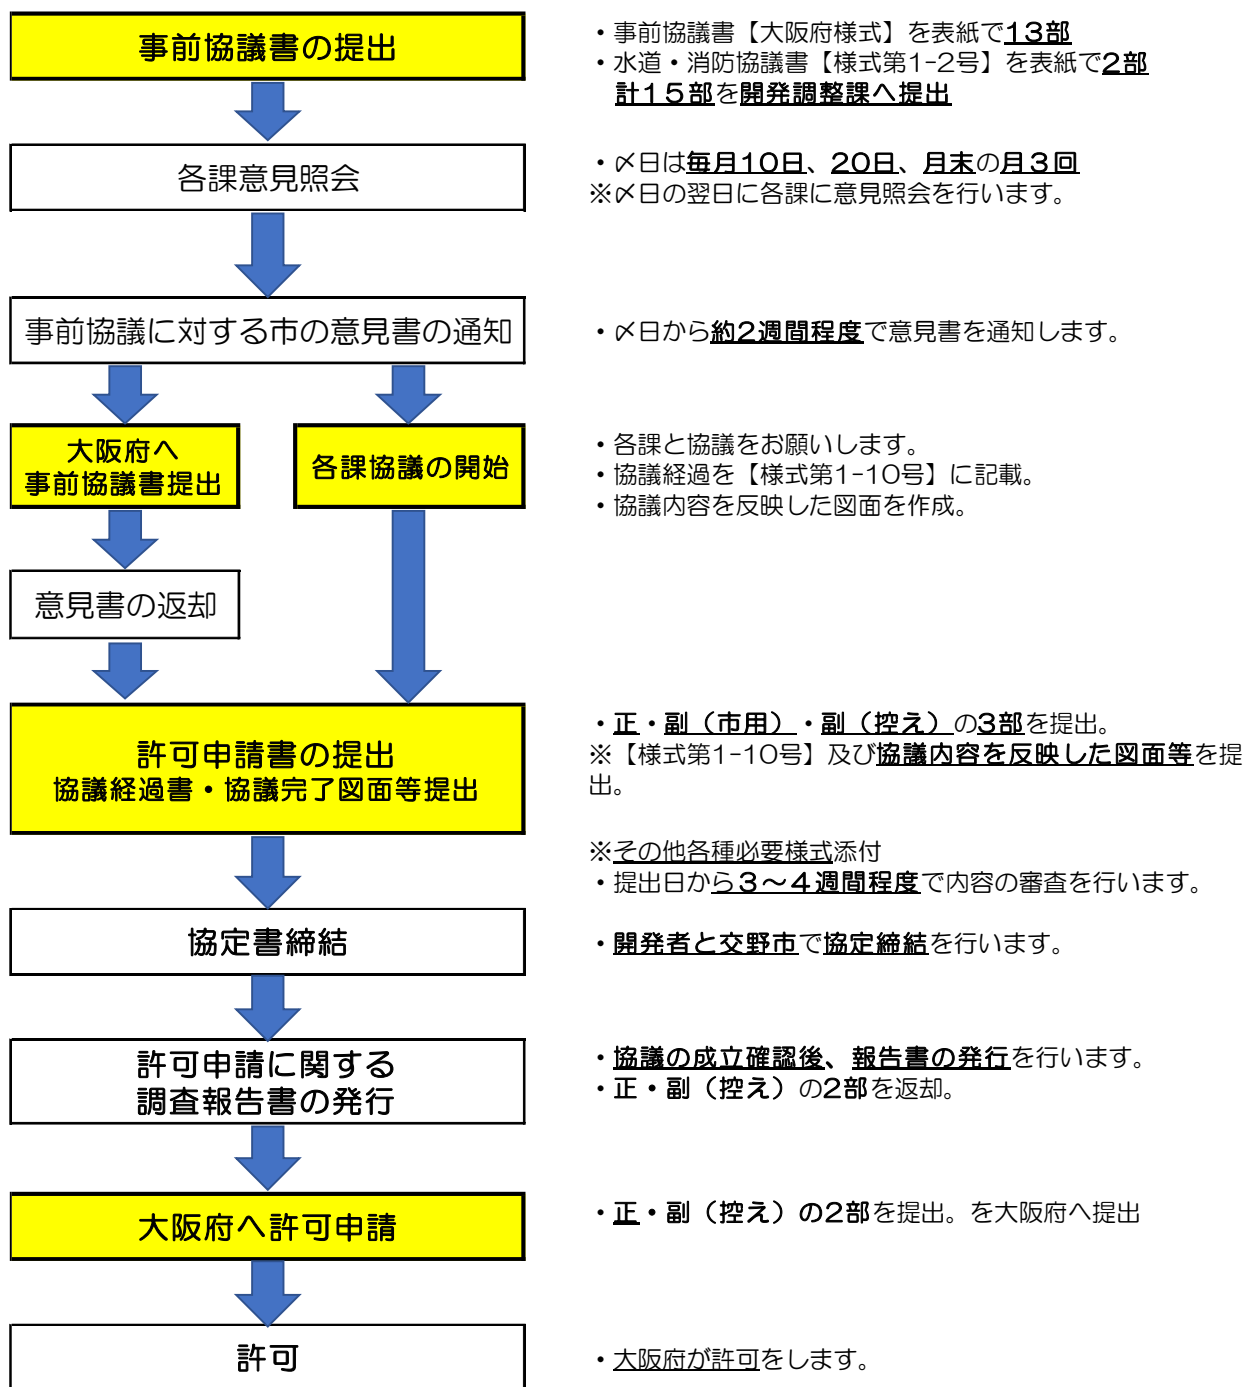 事前協議書の提出
・事前協議書【大阪府様式】を表紙で13部
・水道・消防協議書【様式第1-2号】を表紙で2部
計15部を開発調整課へ提出
各課意見照会
・〆日は毎月10日、20日、月末の月3回
※〆日の翌日に各課に意見照会を行います。
事前協議に対する市の意見書の通知
・〆日から約2週間程度で意見書を通知します。
大阪府へ
事前協議書提出
各課協議の開始
・各課と協議をお願いします。
・協議経過を【様式第1-10号】に記載。
・協議内容を反映した図面を作成。
意見書の返却
許可申請書の提出
協議経過書・協議完了図面等提出
・正・副（市用）・副（控え）の3部を提出。
※【様式第1-10号】及び協議内容を反映した図面等を提
出。
※その他各種必要様式添付
・提出日から３～４週間程度で内容の審査を行います。
協定書締結
・開発者と交野市で協定締結を行います。
許可申請に関する
調査報告書の発行
・協議の成立確認後、報告書の発行を行います。
・正・副（控え）の2部を返却。
大阪府へ許可申請
・正・副（控え）の2部を提出。を大阪府へ提出
許可
・大阪府が許可をします。